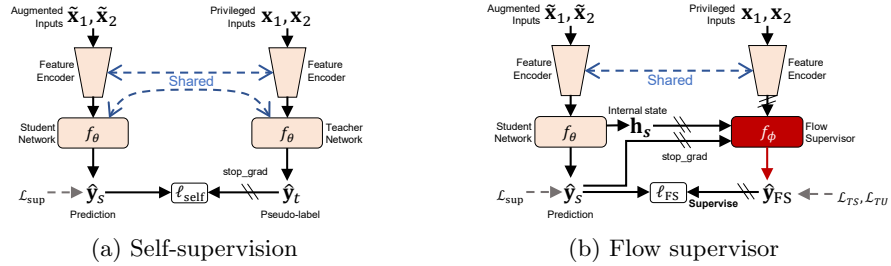 Augmented Inputs x̃₁, x̃₂
Privileged Inputs x₁, x₂
Feature Encoder
Shared
Feature Encoder
Student Network
f_θ
f_θ
Teacher Network
stop_grad
ℒ_sup
ŷ_s
ℓ_self
ŷ_t
Prediction
Pseudo-label
(a) Self-supervision
Augmented Inputs x̃₁, x̃₂
Privileged Inputs x₁, x₂
Feature Encoder
Shared
Feature Encoder
Internal state
Student Network
f_θ
h_s
f_ϕ
Flow Supervisor
stop_grad
ℒ_sup
ŷ_s
ℓ_FS
ŷ_FS
Supervise
ℒ_TS, ℒ_TU
Prediction
(b) Flow supervisor